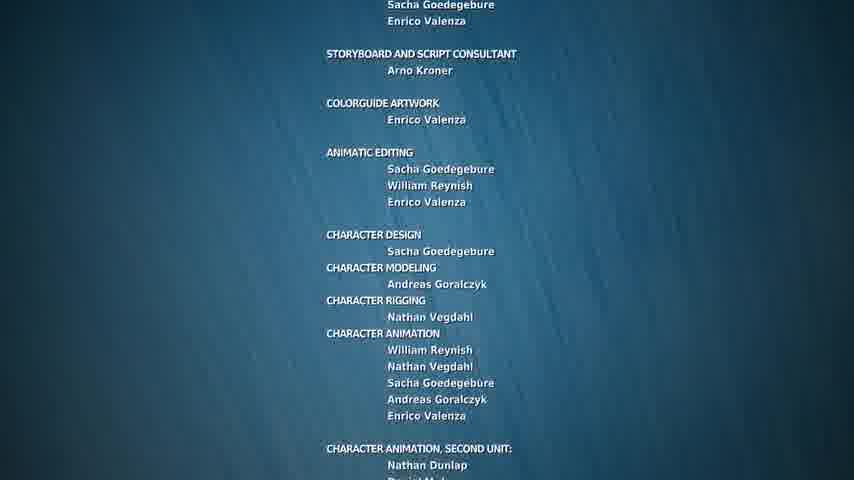 Sacha Goedegebure
Enrico Valenza
STORYBOARD AND SCRIPT CONSULTANT
Arno Kroner
COLORGUIDE ARTWORK
Enrico Valenza
ANIMATIC EDITING
Sacha Goedegebure
William Reynish
Enrico Valenza
CHARACTER DESIGN
Sacha Goedegebure
CHARACTER MODELING
Andreas Goralczyk
CHARACTER RIGGING
Nathan Vegdahl
CHARACTER ANIMATION
William Reynish
Nathan Vegdahl
Sacha Goedegebure
Andreas Goralczyk
Enrico Valenza
CHARACTER ANIMATION, SECOND UNIT:
Nathan Dunlap